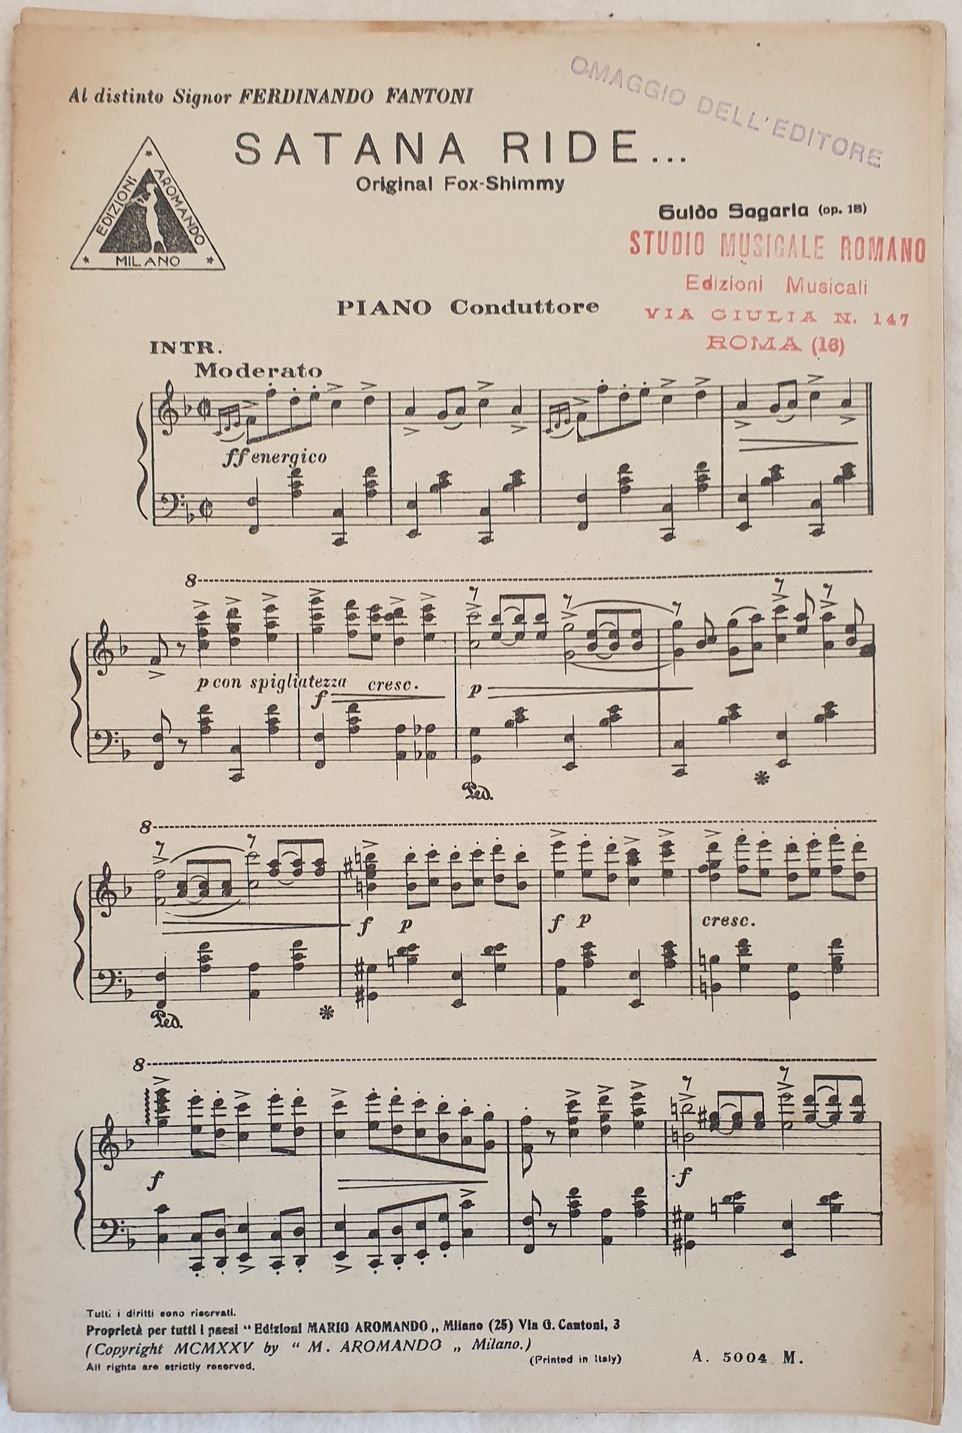 Al distinto Signor FERDINANDO FANTONI
OMAGGIO DELL'EDITORE
SATANA RIDE...
Original Fox-Shimmy
EDIZIONI AROMANDO
MILANO
Guido Sagaria (op. 18)
STUDIO MUSICALE ROMANO
Edizioni Musicali
VIA GIULIA N. 147
ROMA (16)
PIANO Conduttore
INTR.
Moderato
ff energico
8
p con spigliatezza
f cresc.
p
Ped.
8
f p f p cresc.
Ped.
8
f f
Tutti i diritti sono riservati.
Proprietà per tutti i paesi “ Edizioni MARIO AROMANDO „ Milano (25) Via G. Cantoni, 3
(Copyright MCMXXV by “ M. AROMANDO „ Milano.)
All rights are strictly reserved.
(Printed in Italy)
A. 5004 M.